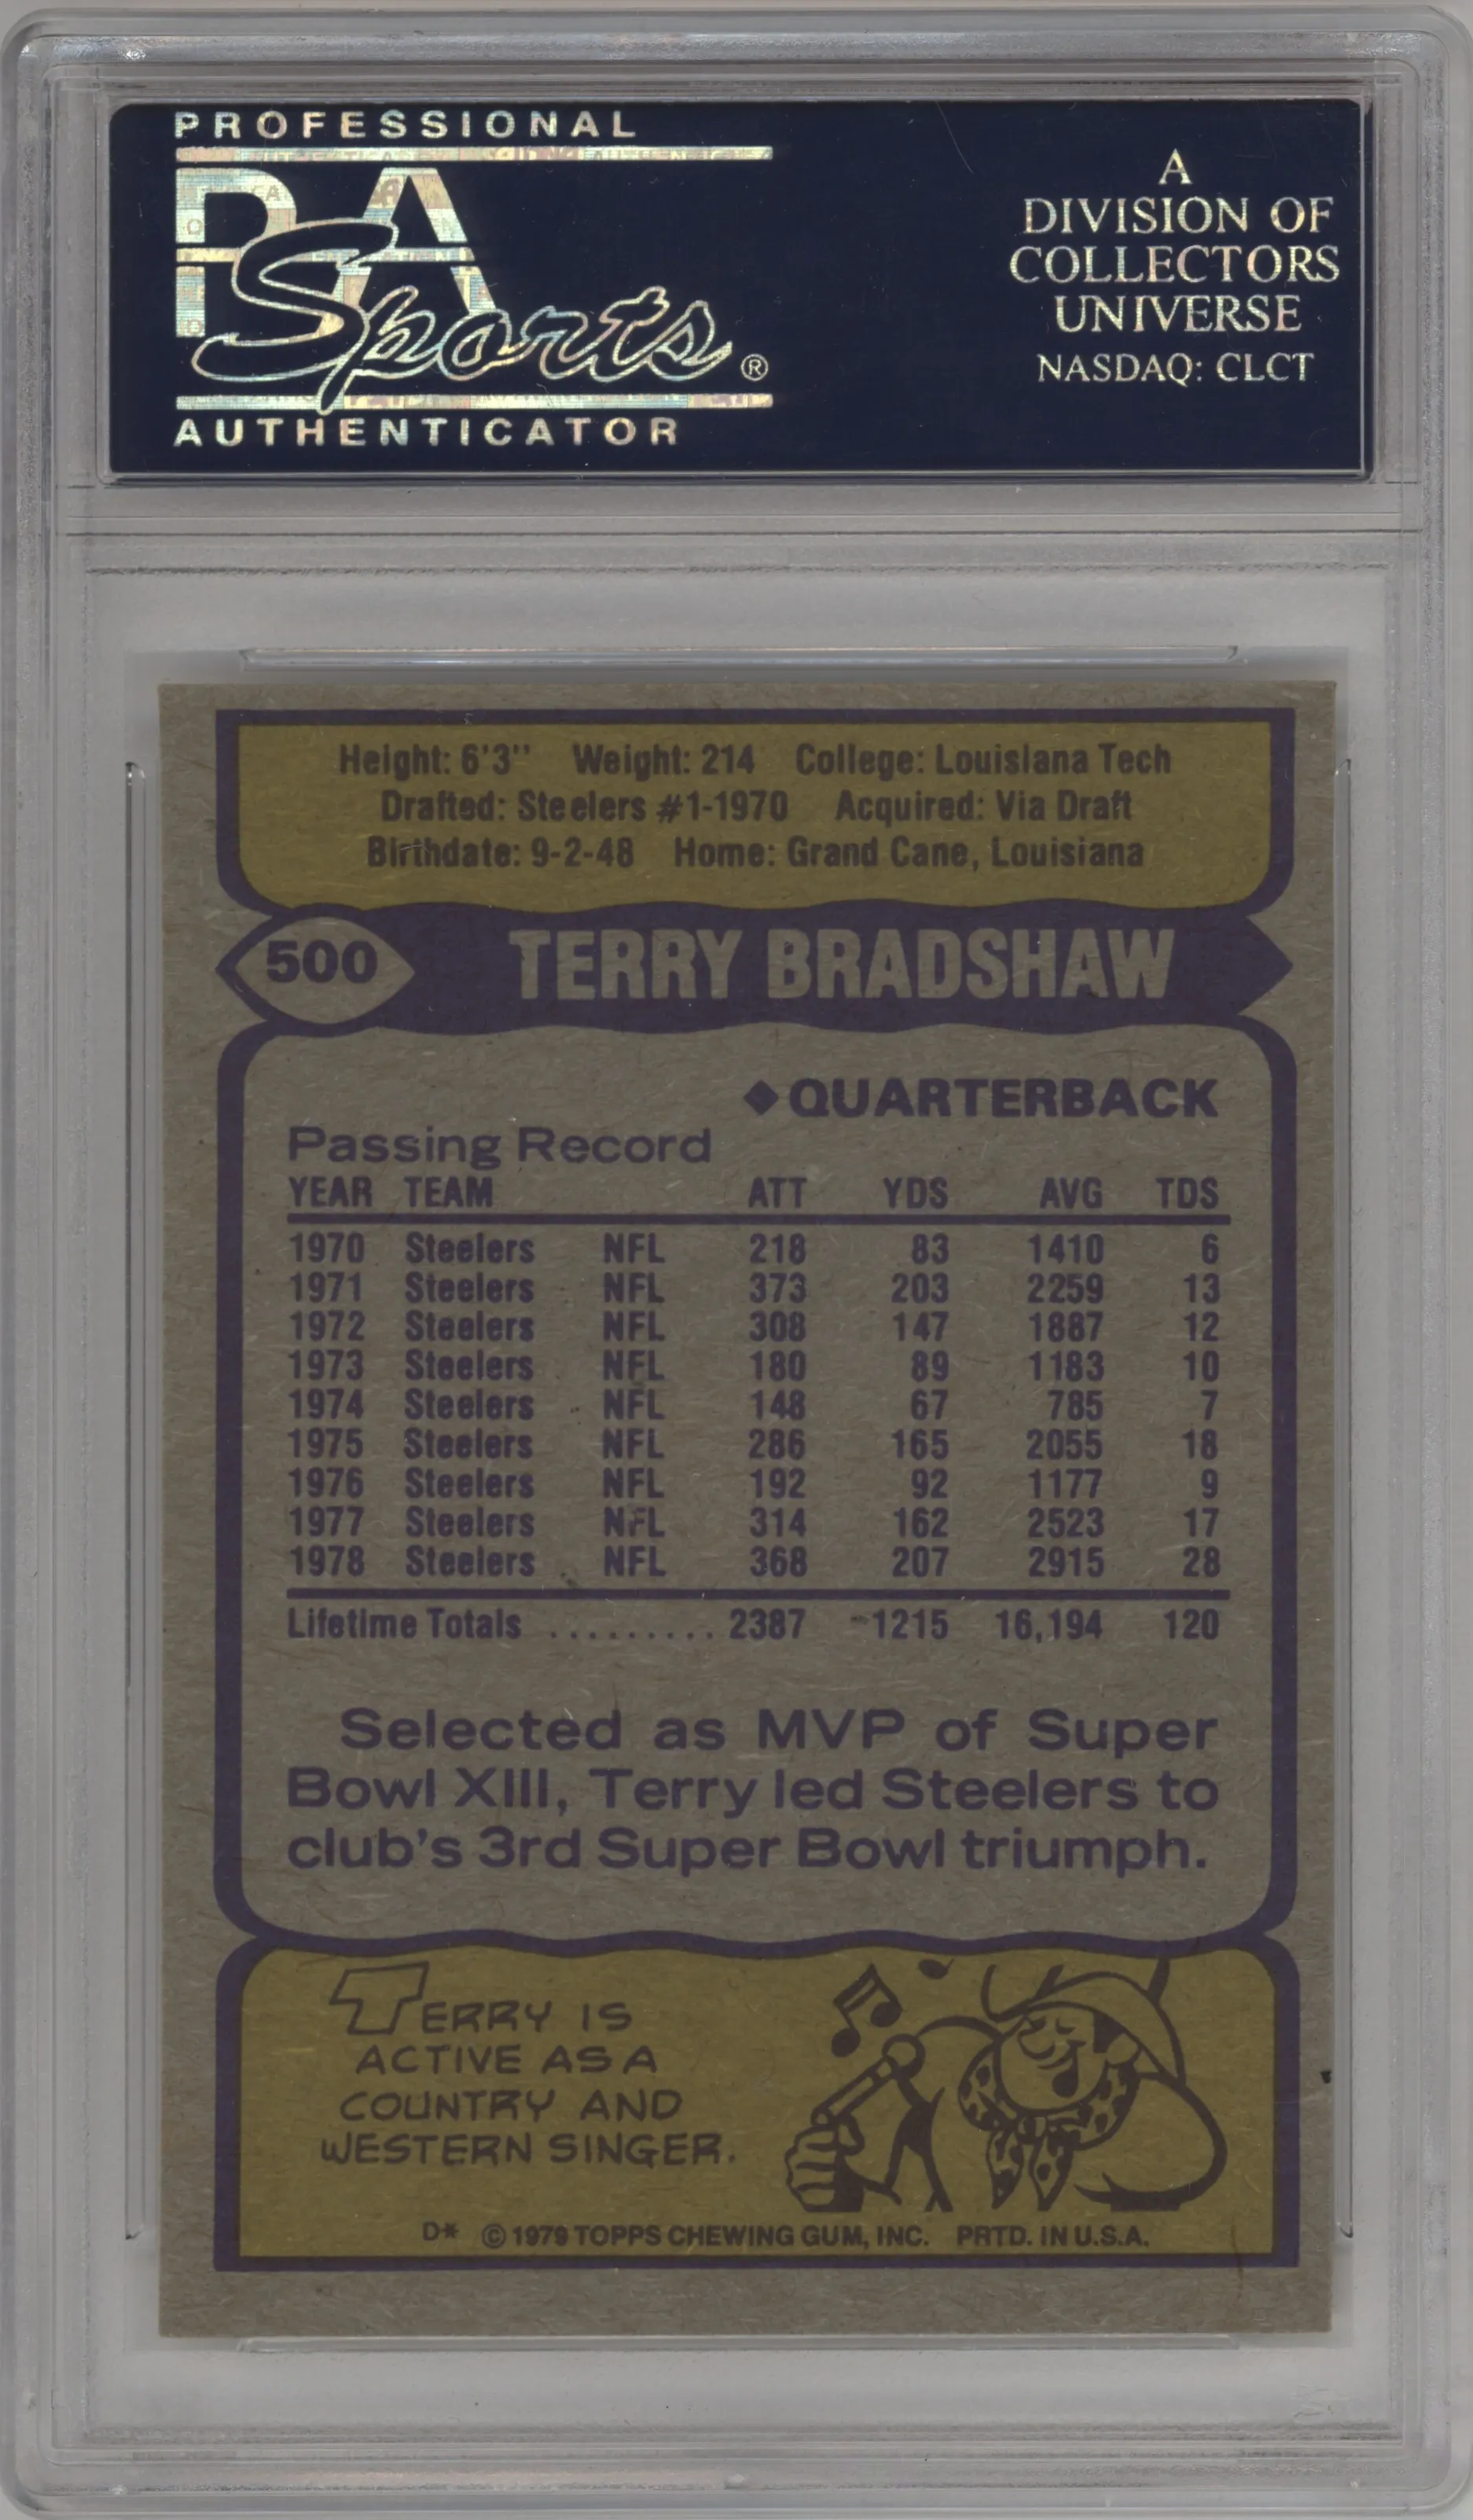 PROFESSIONAL
PSA
Sports®
AUTHENTICATOR
A
DIVISION OF
COLLECTORS
UNIVERSE
NASDAQ: CLCT
Height: 6'3" Weight: 214 College: Louisiana Tech
Drafted: Steelers #1-1970 Acquired: Via Draft
Birthdate: 9-2-48 Home: Grand Cane, Louisiana
500 TERRY BRADSHAW
◆QUARTERBACK
Passing Record
YEAR TEAM ATT YDS AVG TDS
1970 Steelers NFL 218 83 1410 6
1971 Steelers NFL 373 203 2259 13
1972 Steelers NFL 308 147 1887 12
1973 Steelers NFL 180 89 1183 10
1974 Steelers NFL 148 67 785 7
1975 Steelers NFL 286 165 2055 18
1976 Steelers NFL 192 92 1177 9
1977 Steelers NFL 314 162 2523 17
1978 Steelers NFL 368 207 2915 28
Lifetime Totals ......... 2387 1215 16,194 120
Selected as MVP of Super
Bowl XIII, Terry led Steelers to
club's 3rd Super Bowl triumph.
TERRY IS
ACTIVE AS A
COUNTRY AND
WESTERN SINGER.
D* © 1979 TOPPS CHEWING GUM, INC. PRTD. IN U.S.A.